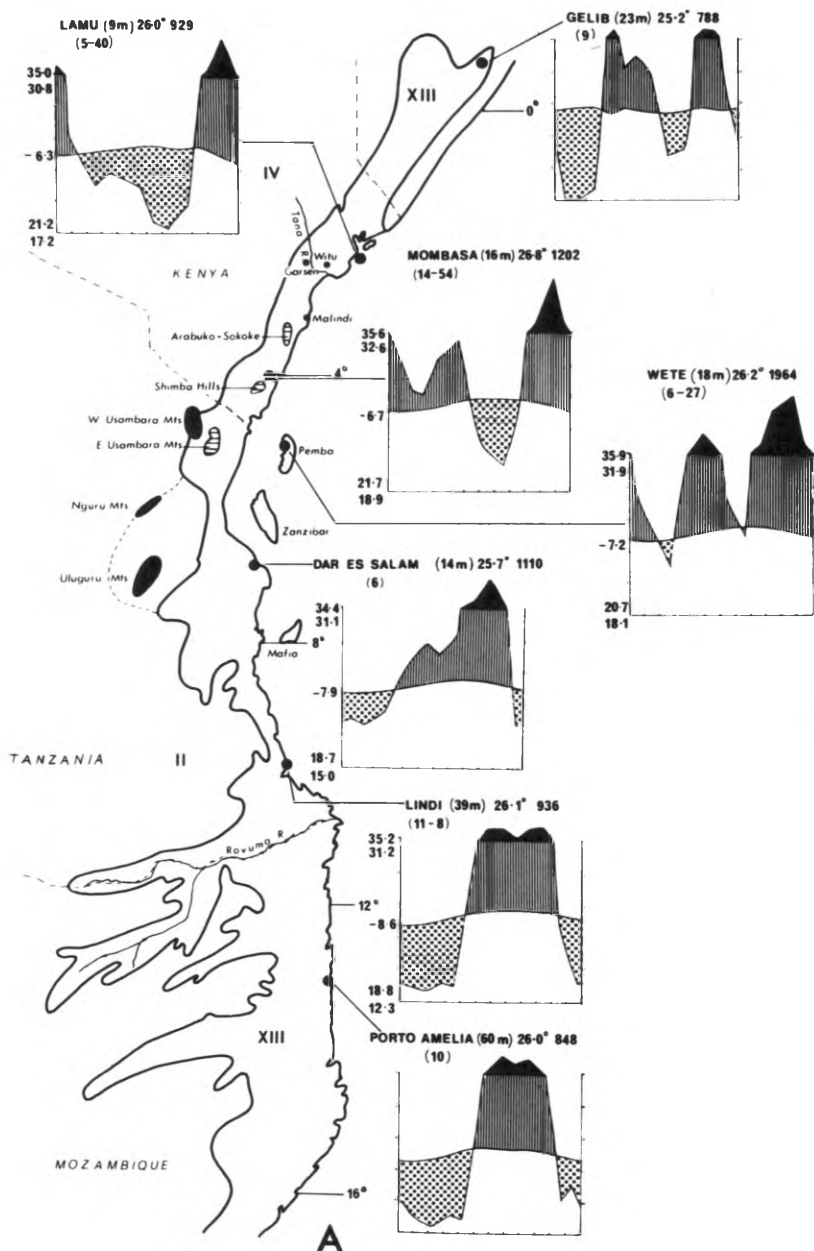 LAMU (9m) 26·0° 929
(5-40)
35·0
30·8
-6·3
21·2
17·2
GELIB (23m) 25·2° 788
(9)
XIII
0°
IV
Tana R.
Garsen
Witu
KENYA
Malindi
Arabuko-Sokoke
4°
Shimba Hills
W Usambara Mts
E Usambara Mts
Pemba
Nguru Mts
Zanzibar
Uluguru Mts
MOMBASA (16m) 26·8° 1202
(14-54)
35·6
32·6
-6·7
21·7
18·9
WETE (18m) 26·2° 1964
(6-27)
35·9
31·9
-7·2
20·7
18·1
DAR ES SALAM (14m) 25·7° 1110
(6)
34·4
31·1
-7·9
18·7
15·0
8°
Mafia
TANZANIA
II
LINDI (39m) 26·1° 936
(11-8)
35·2
31·2
-8·6
18·8
12·3
Rovuma R.
12°
XIII
PORTO AMELIA (60m) 26·0° 848
(10)
MOZAMBIQUE
16°
A